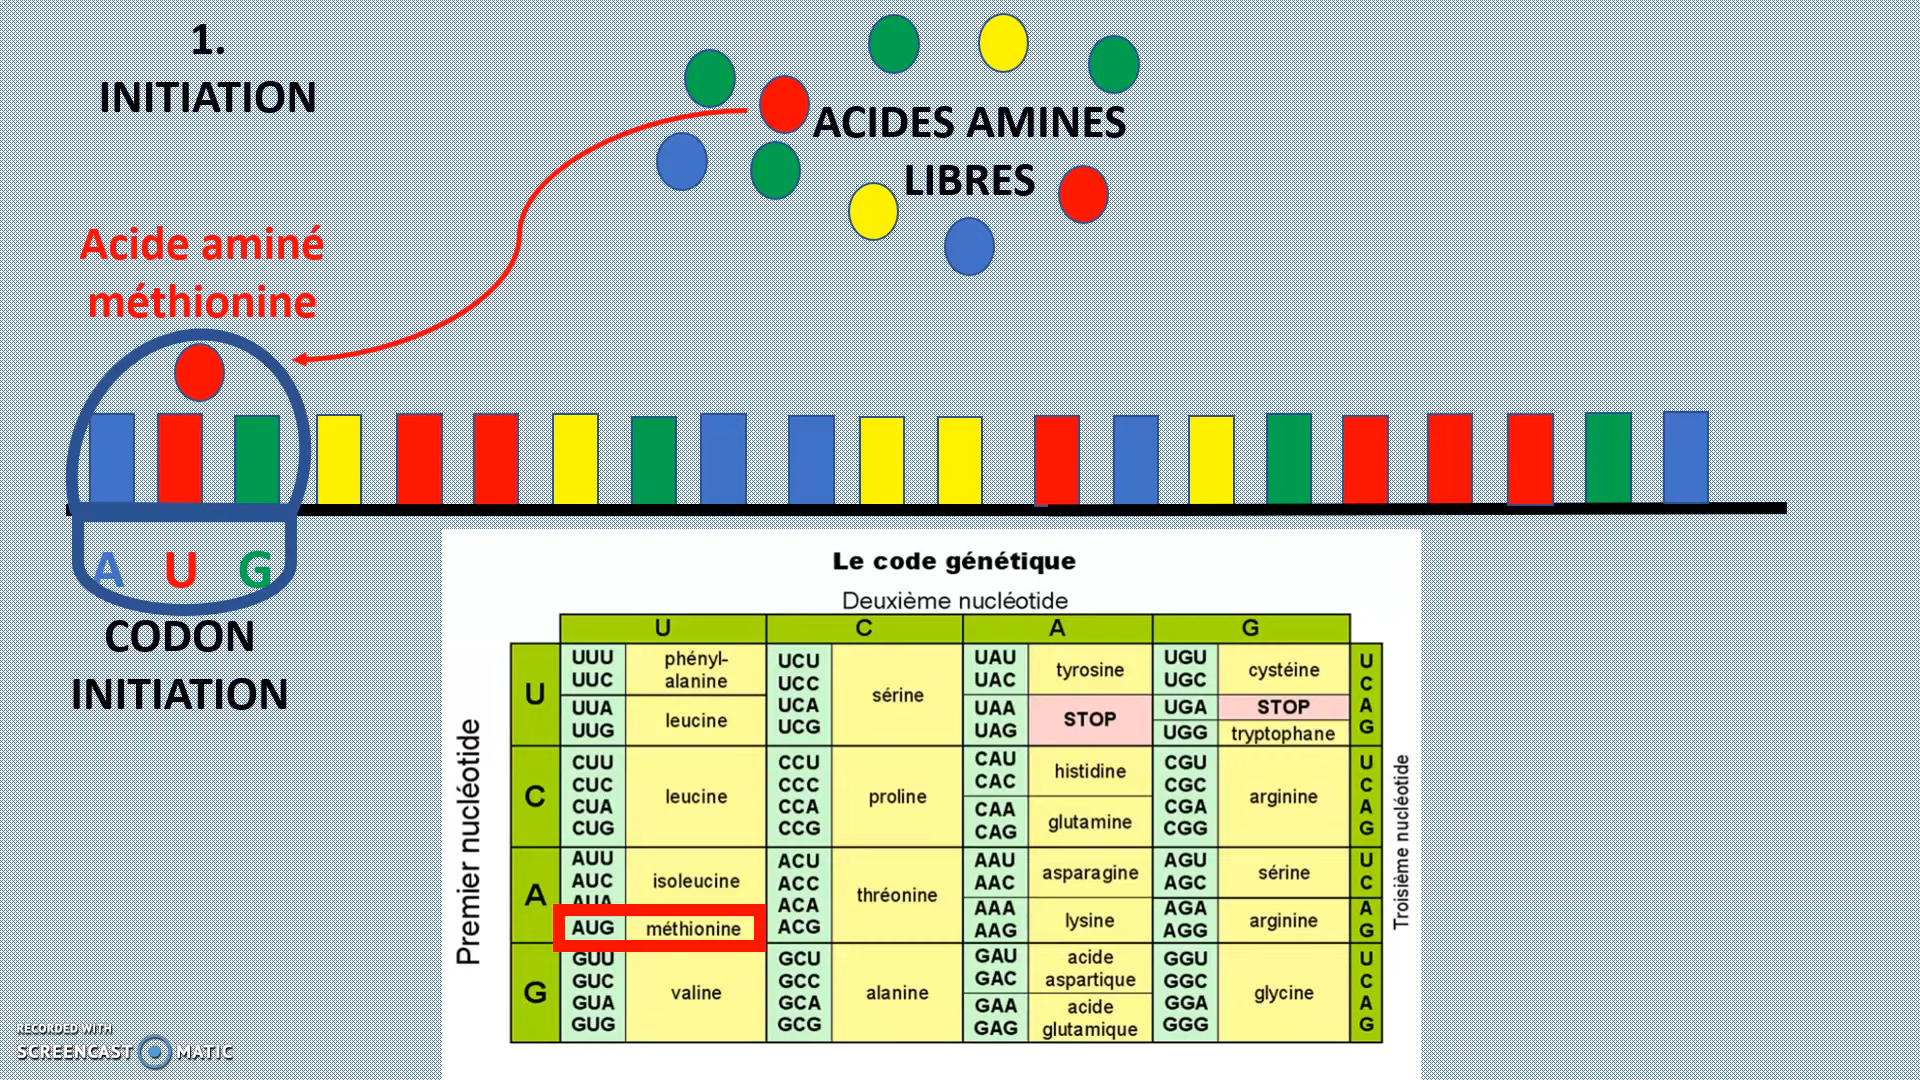 1.
INITIATION
ACIDES AMINES
LIBRES
Acide aminé
méthionine
A U G
CODON
INITIATION
Le code génétique
Deuxième nucléotide
U C A G
Premier nucléotide
Troisième nucléotide
U
UUU phényl-
UUC alanine
UUA leucine
UUG
UCU
UCC sérine
UCA
UCG
UAU tyrosine
UAC
UAA STOP
UAG
UGU cystéine
UGC
UGA STOP
UGG tryptophane
U
C
A
G
C
CUU
CUC leucine
CUA
CUG
CCU
CCC proline
CCA
CCG
CAU histidine
CAC
CAA glutamine
CAG
CGU
CGC arginine
CGA
CGG
U
C
A
G
A
AUU
AUC isoleucine
AUA
AUG méthionine
ACU
ACC thréonine
ACA
ACG
AAU asparagine
AAC
AAA lysine
AAG
AGU sérine
AGC
AGA arginine
AGG
U
C
A
G
G
GUU
GUC valine
GUA
GUG
GCU
GCC alanine
GCA
GCG
GAU acide
GAC aspartique
GAA acide
GAG glutamique
GGU
GGC glycine
GGA
GGG
U
C
A
G
RECORDED WITH
SCREENCAST MATIC